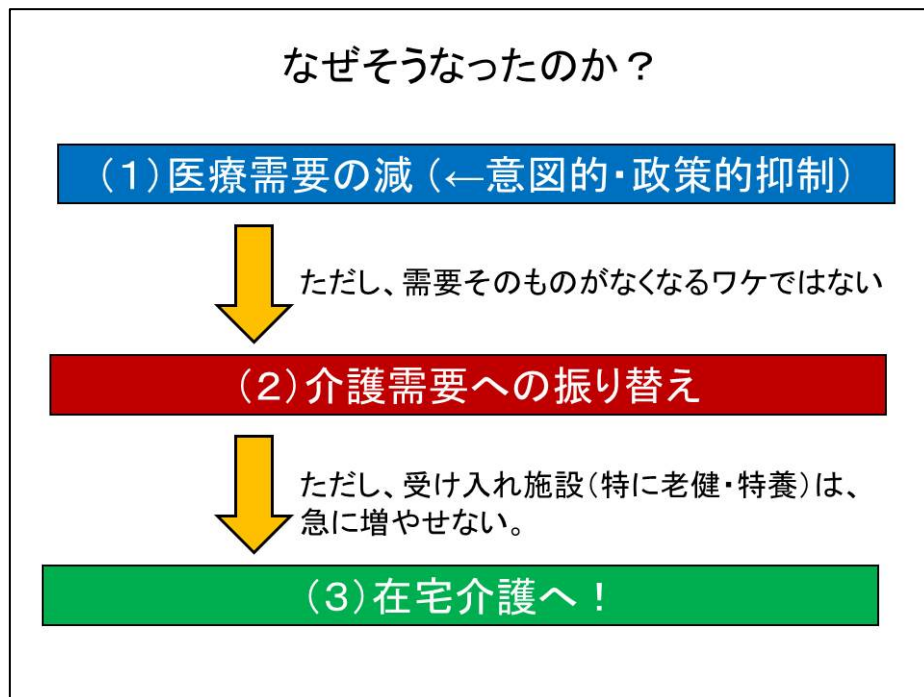 なぜそうなったのか？
（１）医療需要の減（←意図的・政策的抑制）
ただし、需要そのものがなくなるワケではない
（２）介護需要への振り替え
ただし、受け入れ施設（特に老健・特養）は、
急に増やせない。
（３）在宅介護へ！